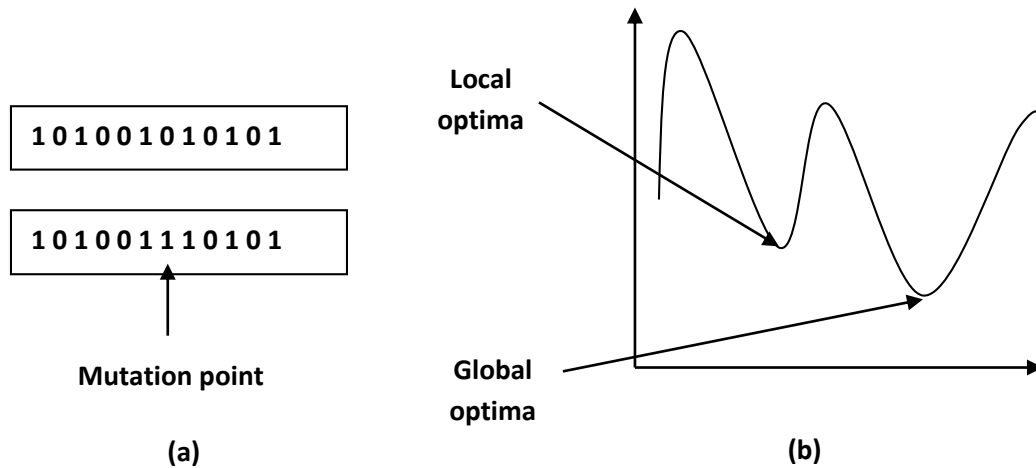 1 0 1 0 0 1 0 1 0 1 0 1
1 0 1 0 0 1 1 1 0 1 0 1
Mutation point
(a)
Local
optima
Global
optima
(b)